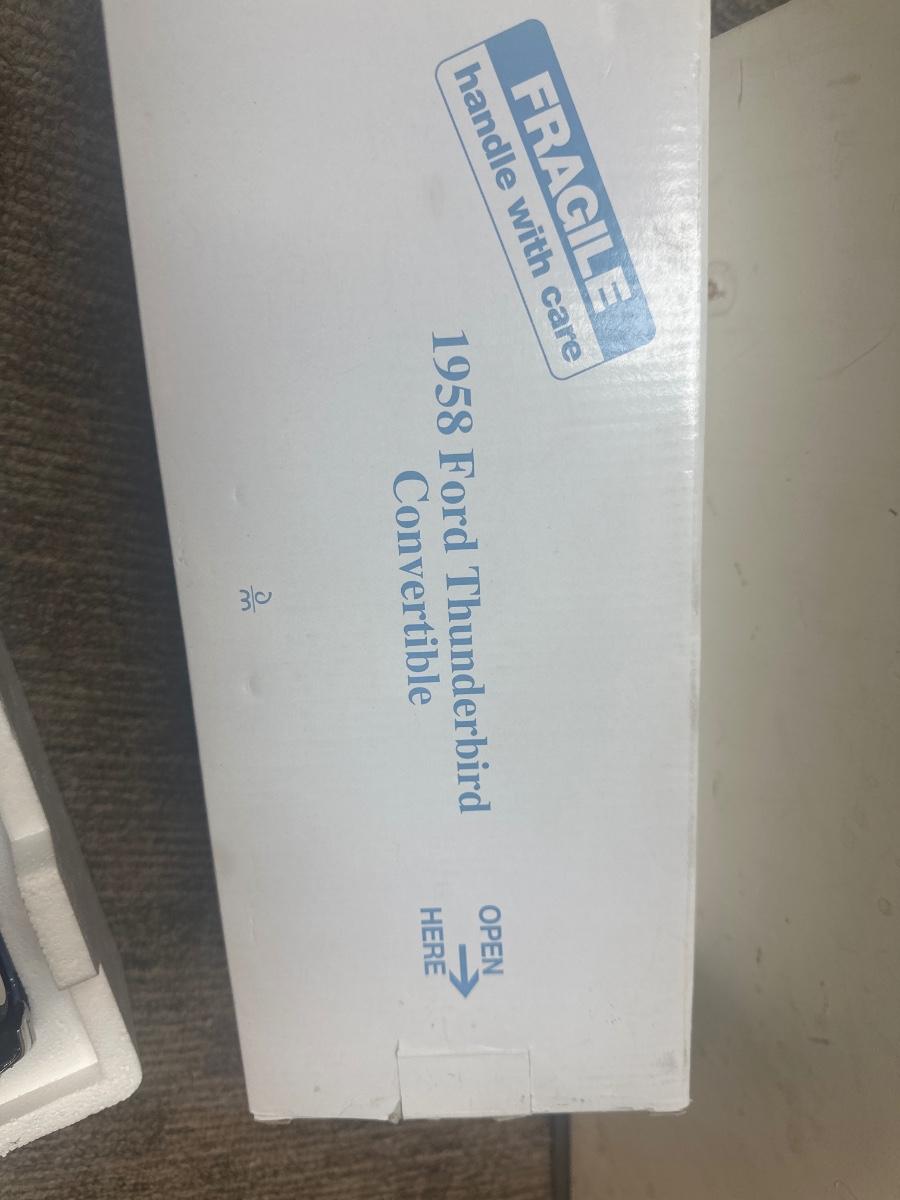 FRAGILE
handle with care
1958 Ford Thunderbird
Convertible
OPEN
HERE